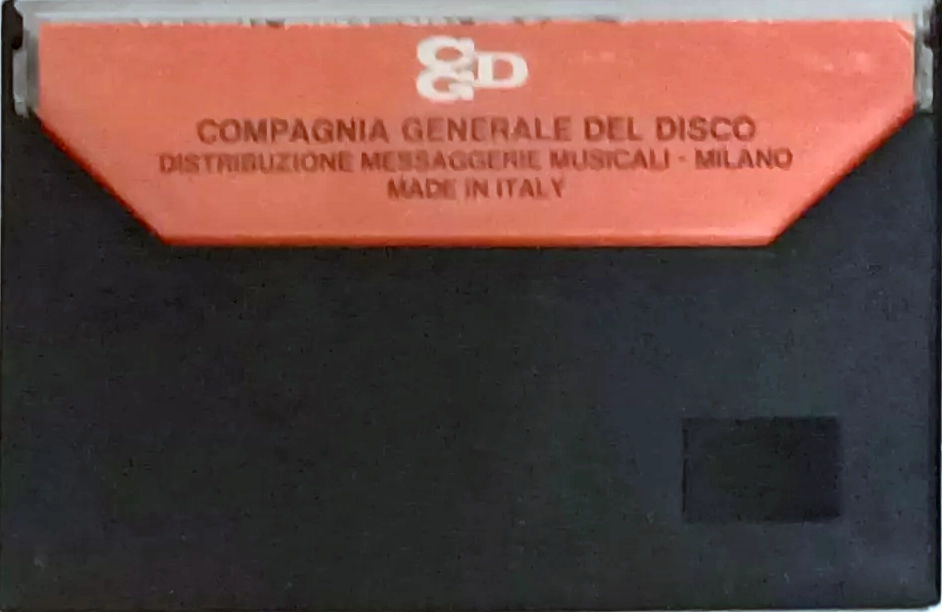 CGD
COMPAGNIA GENERALE DEL DISCO
DISTRIBUZIONE MESSAGGERIE MUSICALI - MILANO
MADE IN ITALY